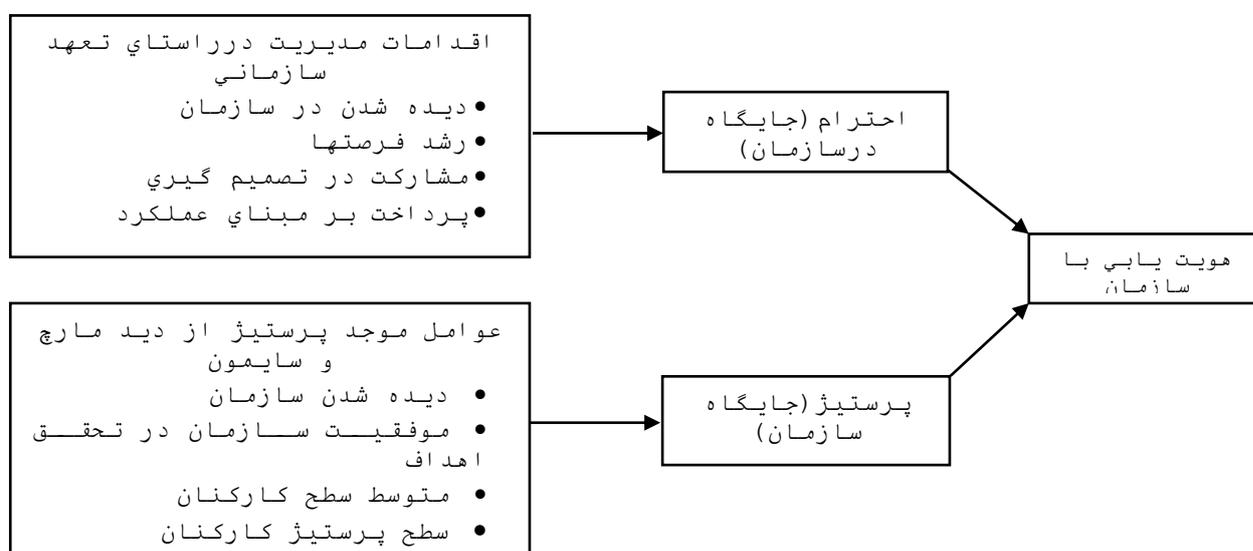 اقدامات مديريت درراستاي تعهد
سازماني
• ديده شدن در سازمان
• رشد فرصتها
• مشاركت در تصميم گيري
• پرداخت بر مبناي عملكرد
احترام (جايگاه
درسازمان)
هويت يابي با
سازمان
عوامل موجد پرستيژ از ديد مارچ
و سايمون
• ديده شدن سازمان
• موفقيت سازمان در تحقق
اهداف
• متوسط سطح كاركنان
• سطح پرستيژ كاركنان
پرستيژ (جايگاه
سازمان)